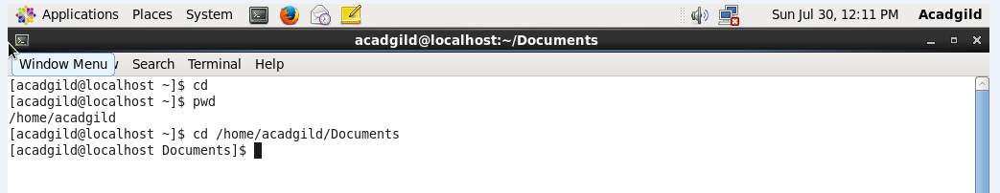 Applications Places System Sun Jul 30, 12:11 PM Acadgild
acadgild@localhost:~/Documents
Window Menu Search Terminal Help
[acadgild@localhost ~]$ cd
[acadgild@localhost ~]$ pwd
/home/acadgild
[acadgild@localhost ~]$ cd /home/acadgild/Documents
[acadgild@localhost Documents]$